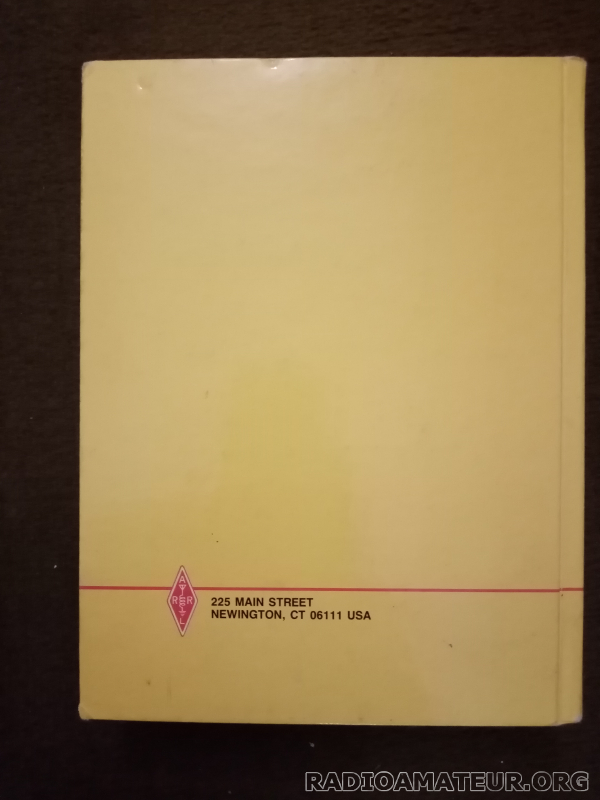 A
R R
L
225 MAIN STREET
NEWINGTON, CT 06111 USA
RADIOAMATEUR.ORG